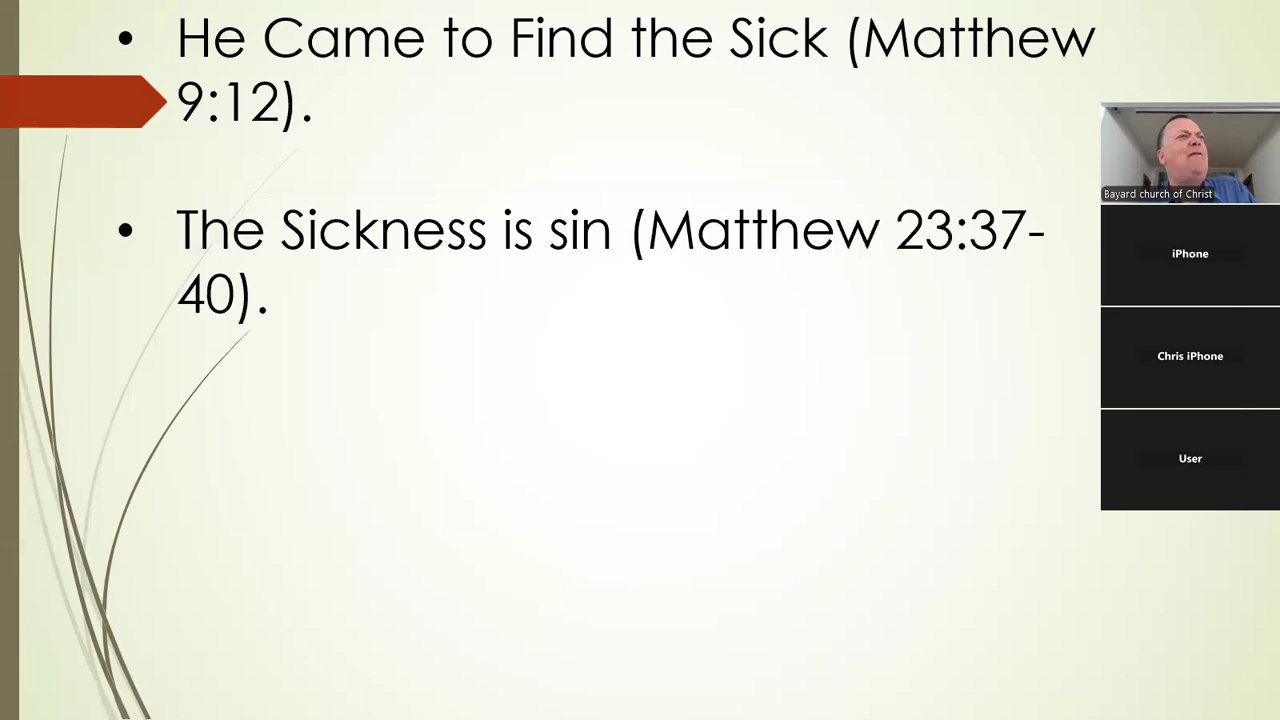 • He Came to Find the Sick (Matthew
9:12).
• The Sickness is sin (Matthew 23:37-
40).
Bayard church of Christ
iPhone
Chris iPhone
User